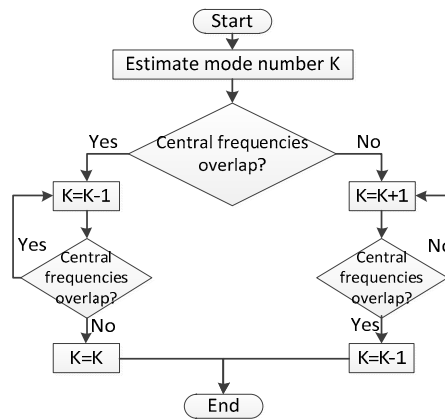 Start
Estimate mode number K
Yes
Central frequencies
overlap?
No
K=K-1
K=K+1
Yes
Central
frequencies
overlap?
Central
frequencies
overlap?
No
No
Yes
K=K
K=K-1
End